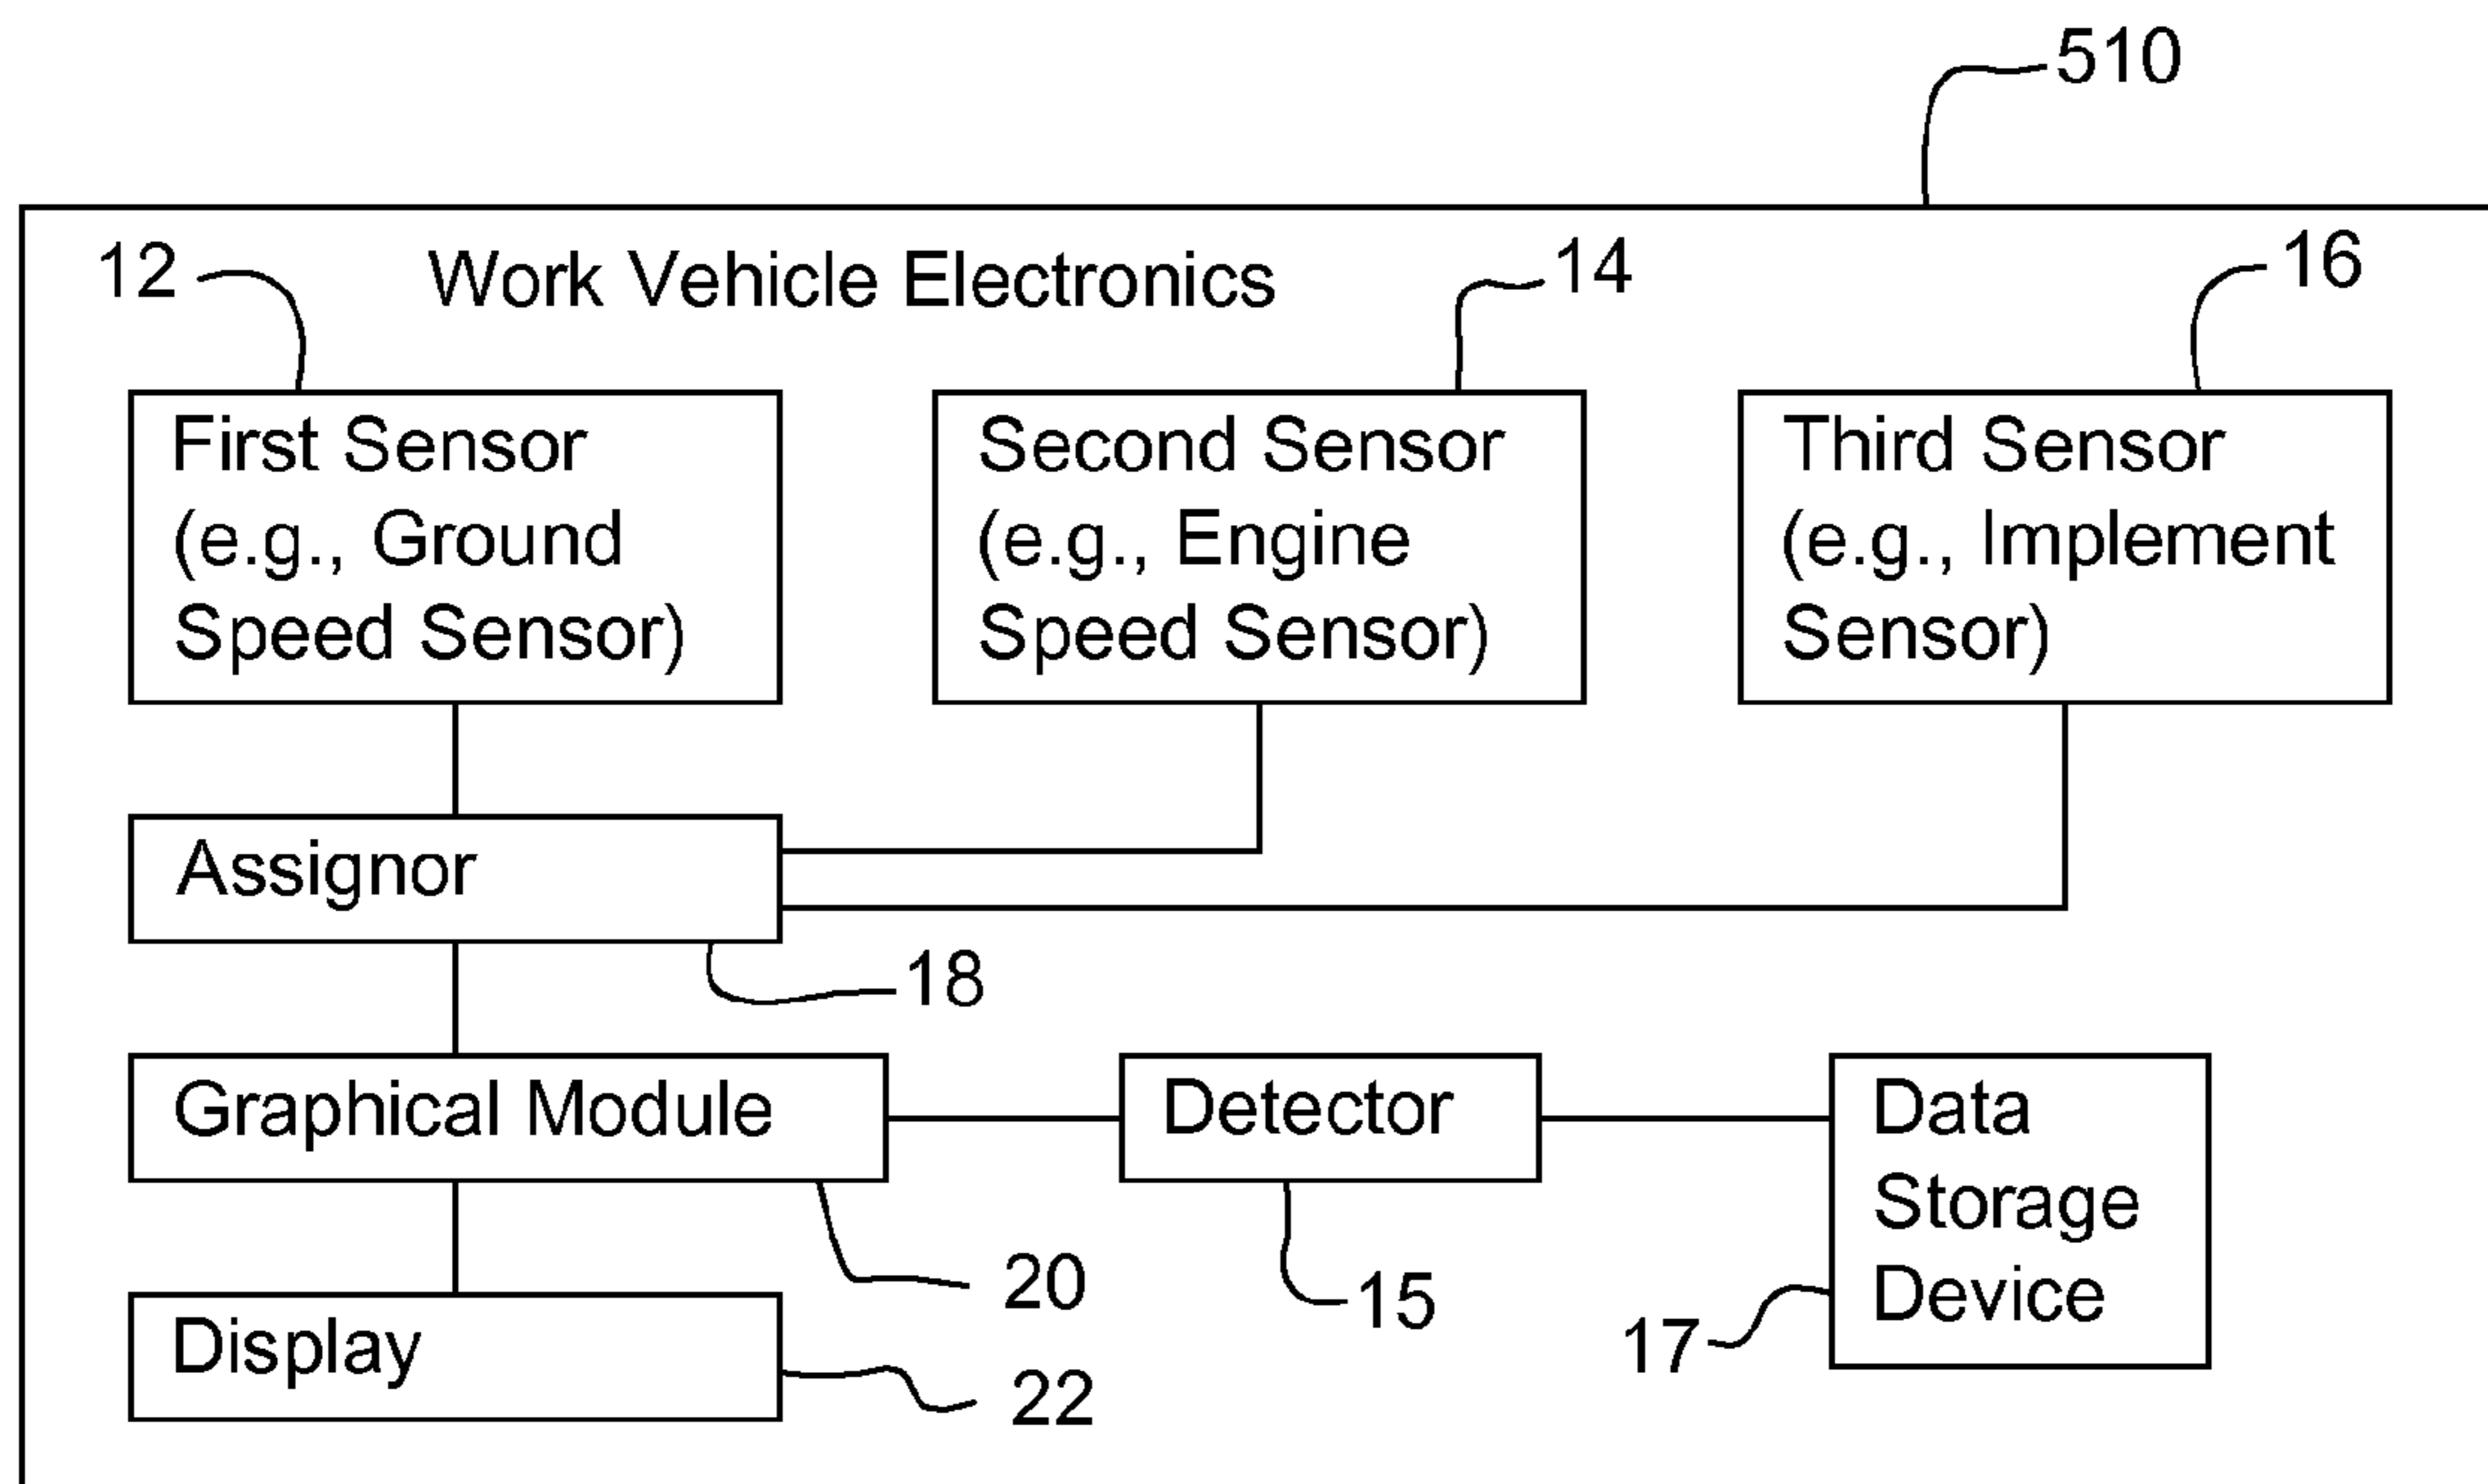 510
12
Work Vehicle Electronics
14
16
First Sensor
(e.g., Ground
Speed Sensor)
Second Sensor
(e.g., Engine
Speed Sensor)
Third Sensor
(e.g., Implement
Sensor)
Assignor
18
Graphical Module
Detector
Data
Storage
Device
20
15
17
Display
22